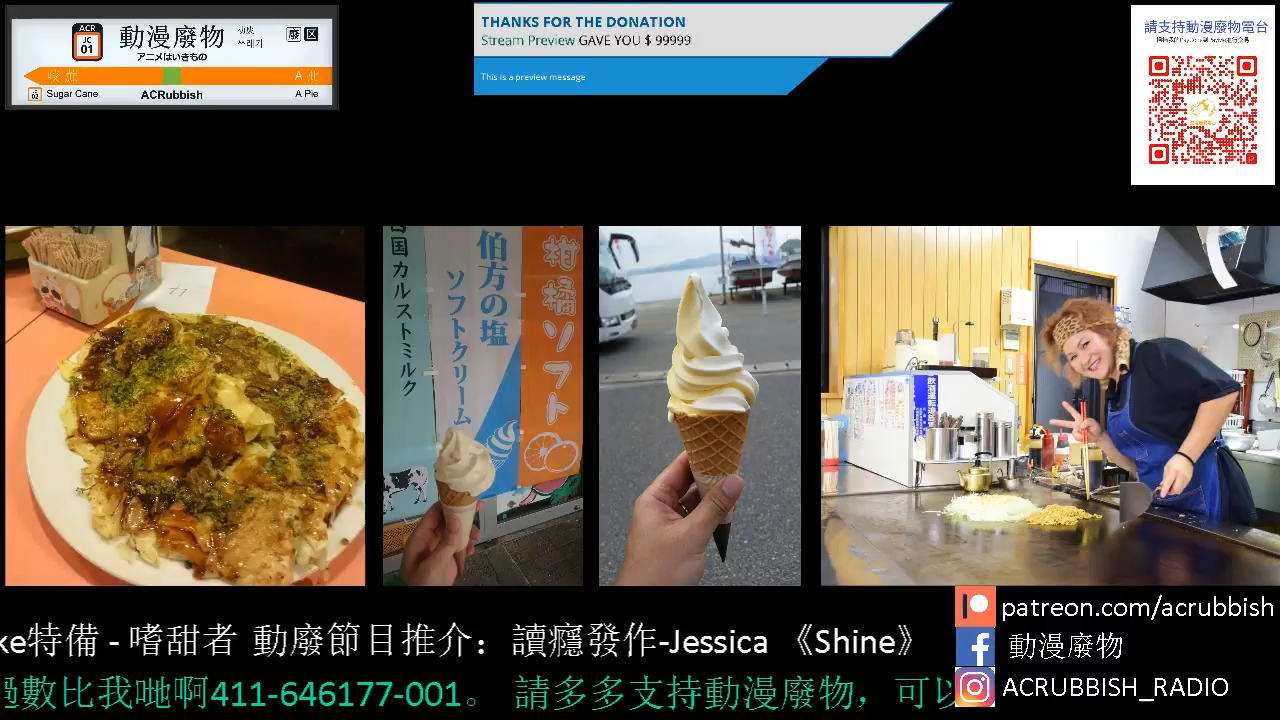 ACR
JC
01
動漫廢物
アニメはいきもの
쓰레기
廢 区
A 北
02 Sugar Cane
ACRubbish
A Pie
THANKS FOR THE DONATION
Stream Preview GAVE YOU $ 99999
This is a preview message
請支持動漫廢物電台
国カルストミルク
伯方の塩
ソフトクリーム
柑橘ソフト
ke特備 - 嗜甜者 動廢節目推介：讀癮發作-Jessica 《Shine》
過數比我哋啊411-646177-001。 請多多支持動漫廢物，可以
patreon.com/acrubbish
動漫廢物
ACRUBBISH_RADIO